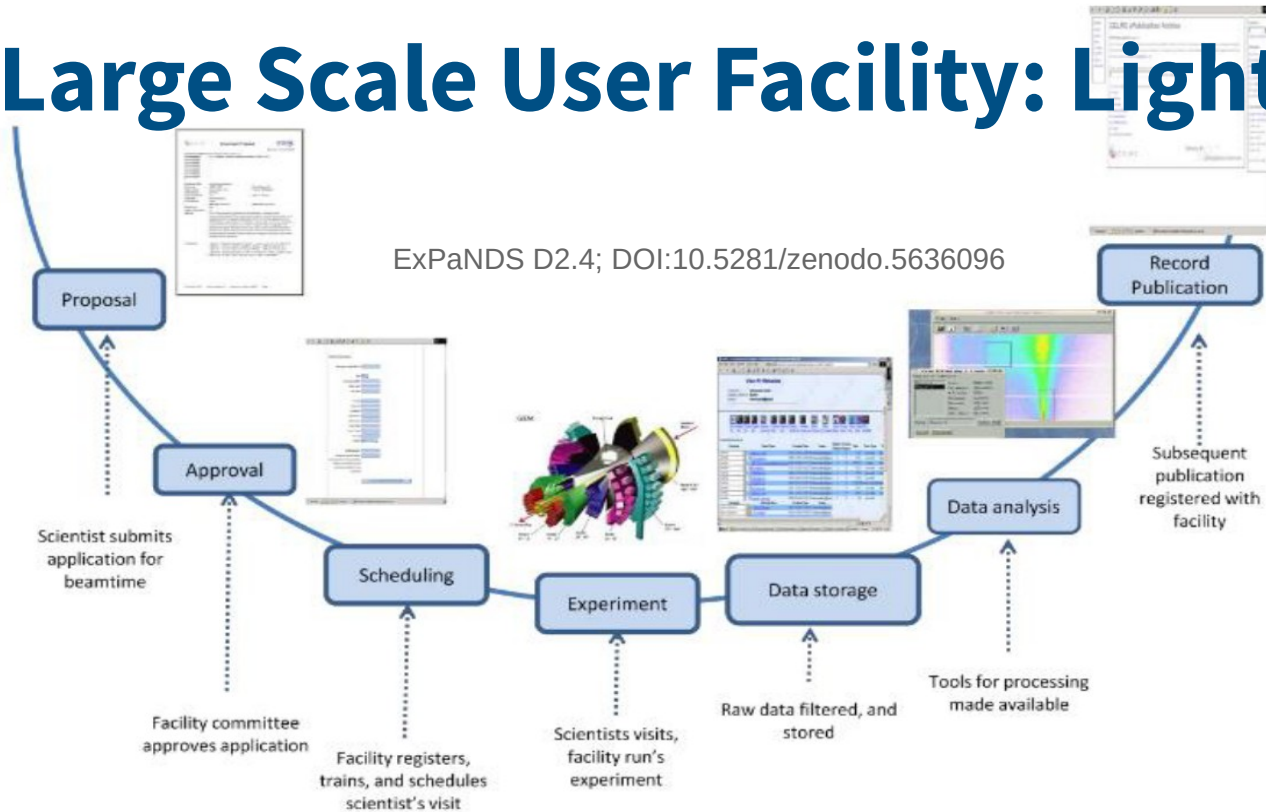 Large Scale User Facility: Light
ExPaNDS D2.4; DOI:10.5281/zenodo.5636096
Proposal
Scientist submits
application for
beamtime
Approval
Facility committee
approves application
Scheduling
Facility registers,
trains, and schedules
scientist's visit
GEM
Experiment
Scientists visits,
facility run's
experiment
Data storage
Raw data filtered, and
stored
Data analysis
Tools for processing
made available
Record
Publication
Subsequent
publication
registered with
facility